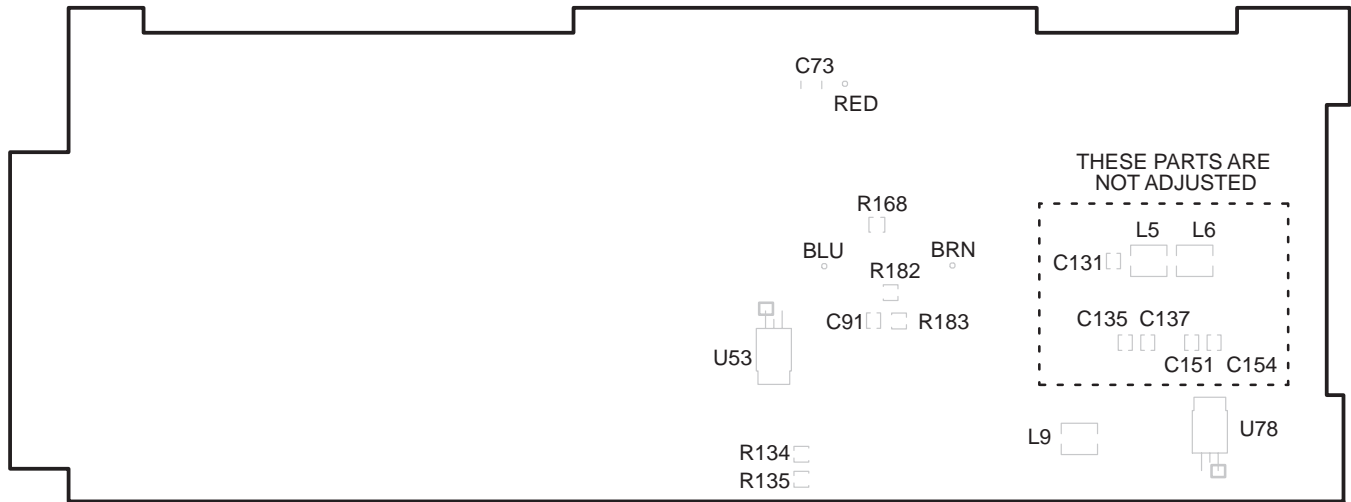 C73
RED
THESE PARTS ARE
NOT ADJUSTED
R168
L5
L6
BLU
BRN
C131
R182
C91
R183
C135
C137
U53
C151
C154
L9
U78
R134
R135